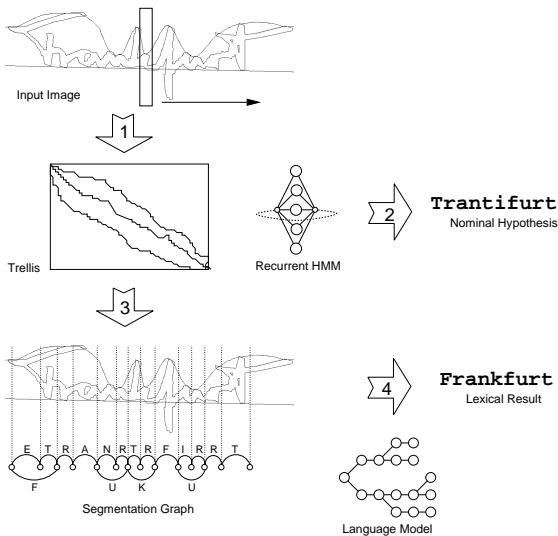 Input Image
1
Trellis
Recurrent HMM
2
Trantifurt
Nominal Hypothesis
3
E T R A N R T R F I R R T
F U K U
Segmentation Graph
4
Frankfurt
Lexical Result
Language Model